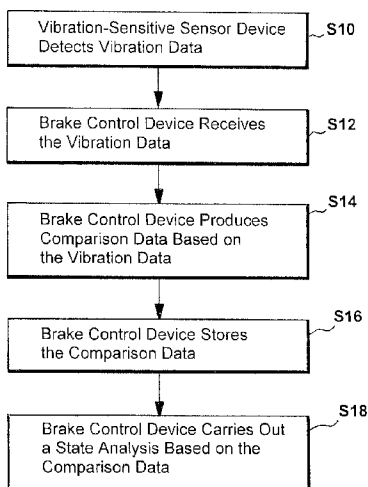 Vibration-Sensitive Sensor Device
Detects Vibration Data
S10
Brake Control Device Receives
the Vibration Data
S12
Brake Control Device Produces
Comparison Data Based on
the Vibration Data
S14
Brake Control Device Stores
the Comparison Data
S16
Brake Control Device Carries Out
a State Analysis Based on the
Comparison Data
S18